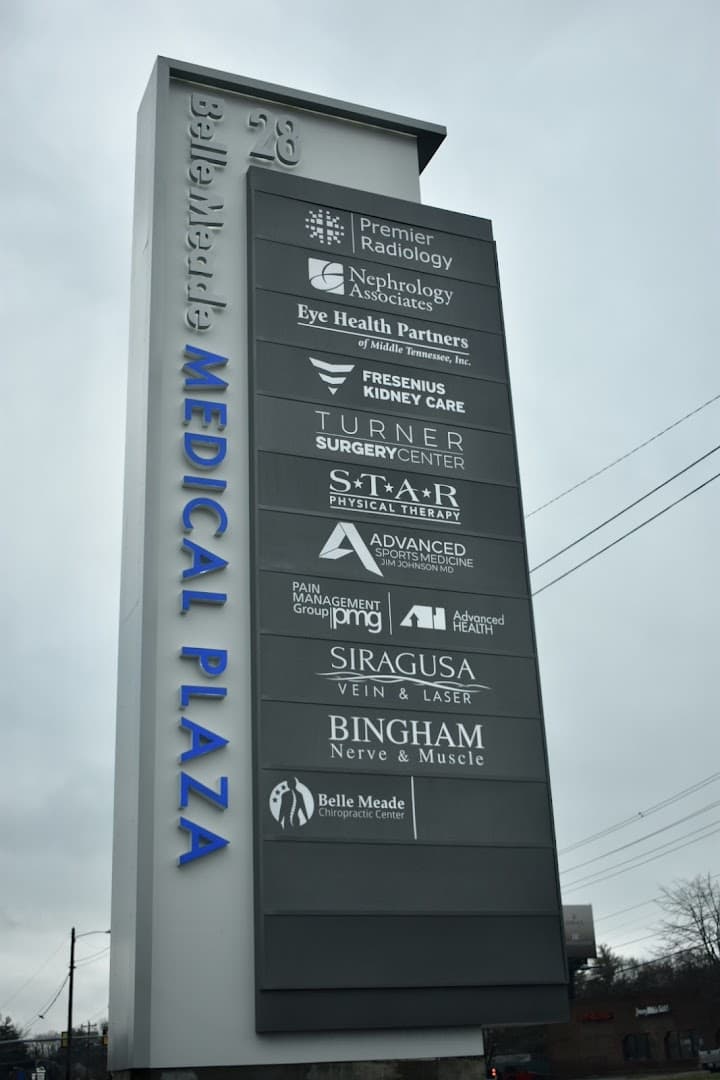 28
Belle Meade MEDICAL PLAZA
Premier
Radiology
Nephrology
Associates
Eye Health Partners
of Middle Tennessee, Inc.
FRESENIUS
KIDNEY CARE
TURNER
SURGERYCENTER
S★T★A★R
PHYSICAL THERAPY
ADVANCED
SPORTS MEDICINE
JIM JOHNSON MD
PAIN
MANAGEMENT
Group pmg
Advanced
HEALTH
SIRAGUSA
VEIN & LASER
BINGHAM
Nerve & Muscle
Belle Meade
Chiropractic Center